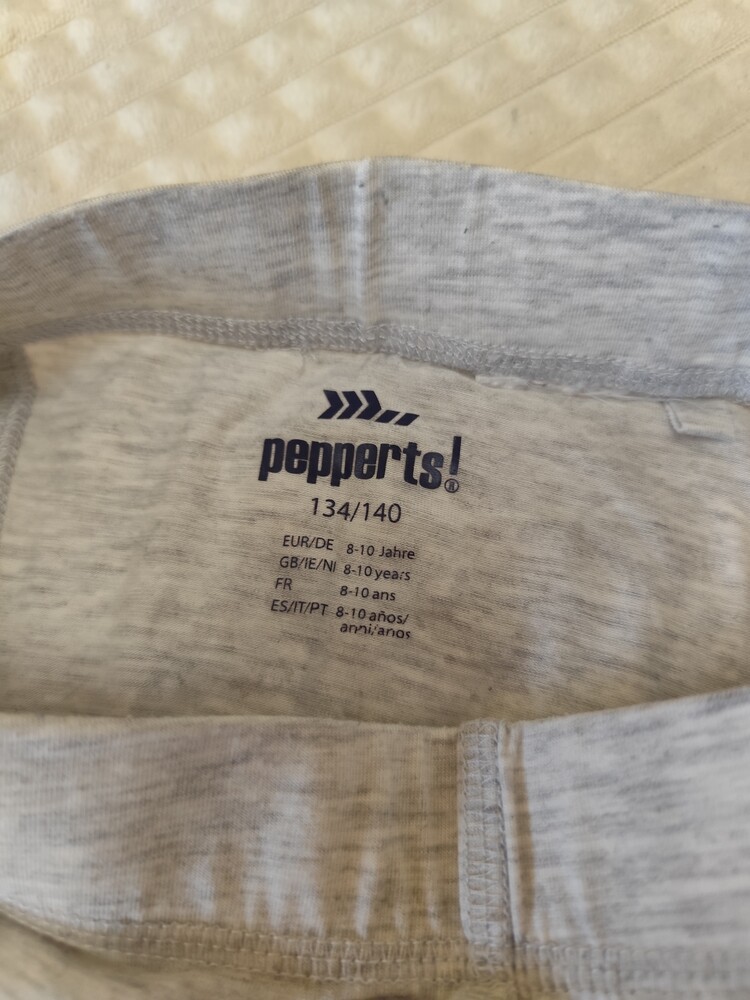 pepperts!®
134/140
EUR/DE 8-10 Jahre
GB/IE/NI 8-10 years
FR 8-10 ans
ES/IT/PT 8-10 años/
anni/anos